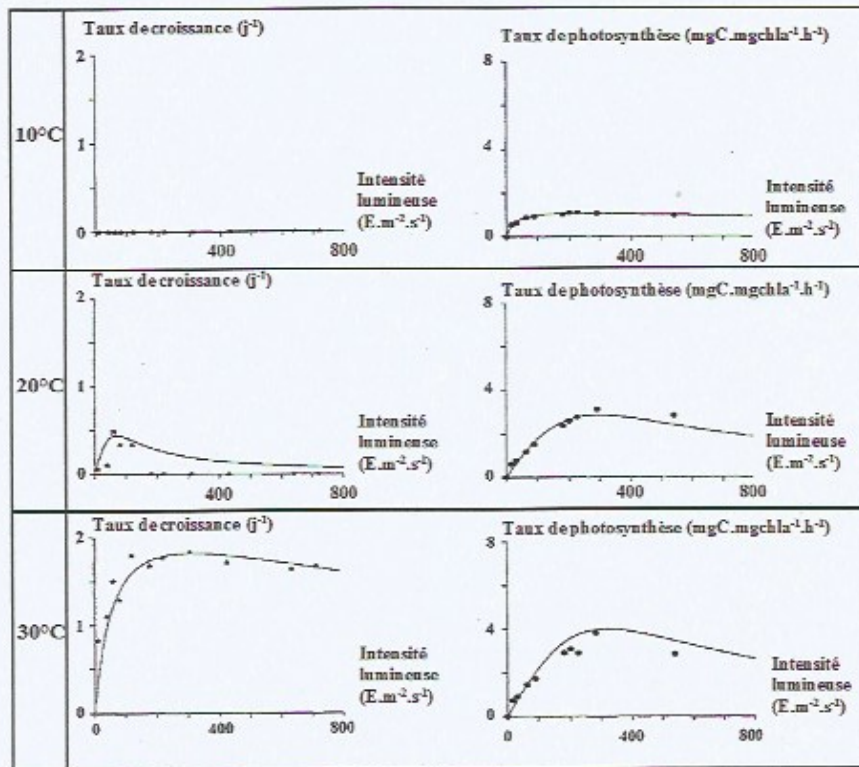 Taux de croissance (j⁻¹)
2
1
0
400
800
Intensité
lumineuse
(E.m⁻².s⁻¹)
10°C
Taux de photosynthèse (mgC.mgchla⁻¹.h⁻¹)
8
4
0
400
800
Intensité
lumineuse
(E.m⁻².s⁻¹)
Taux de croissance (j⁻¹)
2
1
0
400
800
Intensité
lumineuse
(E.m⁻².s⁻¹)
20°C
Taux de photosynthèse (mgC.mgchla⁻¹.h⁻¹)
8
4
0
400
800
Intensité
lumineuse
(E.m⁻².s⁻¹)
Taux de croissance (j⁻¹)
2
1
0
400
800
Intensité
lumineuse
(E.m⁻².s⁻¹)
30°C
Taux de photosynthèse (mgC.mgchla⁻¹.h⁻¹)
8
4
0
400
800
Intensité
lumineuse
(E.m⁻².s⁻¹)